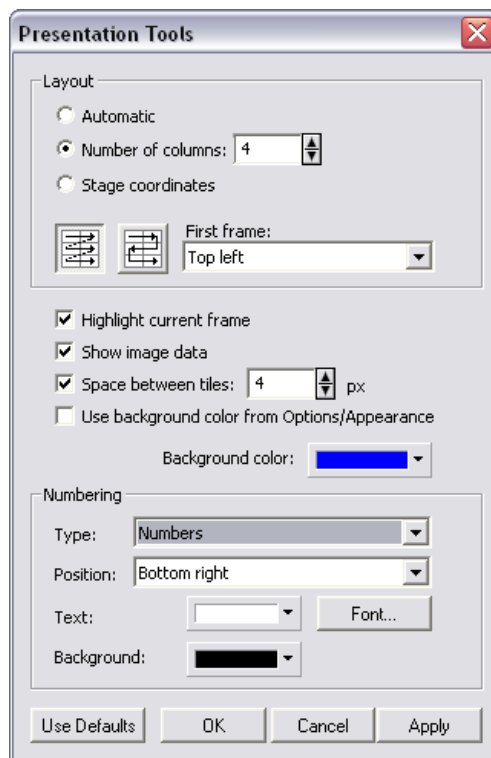 Presentation Tools
Layout
Automatic
Number of columns: 4
Stage coordinates
First frame:
Top left
Highlight current frame
Show image data
Space between tiles: 4 px
Use background color from Options/Appearance
Background color:
Numbering
Type: Numbers
Position: Bottom right
Text: Font...
Background:
Use Defaults OK Cancel Apply